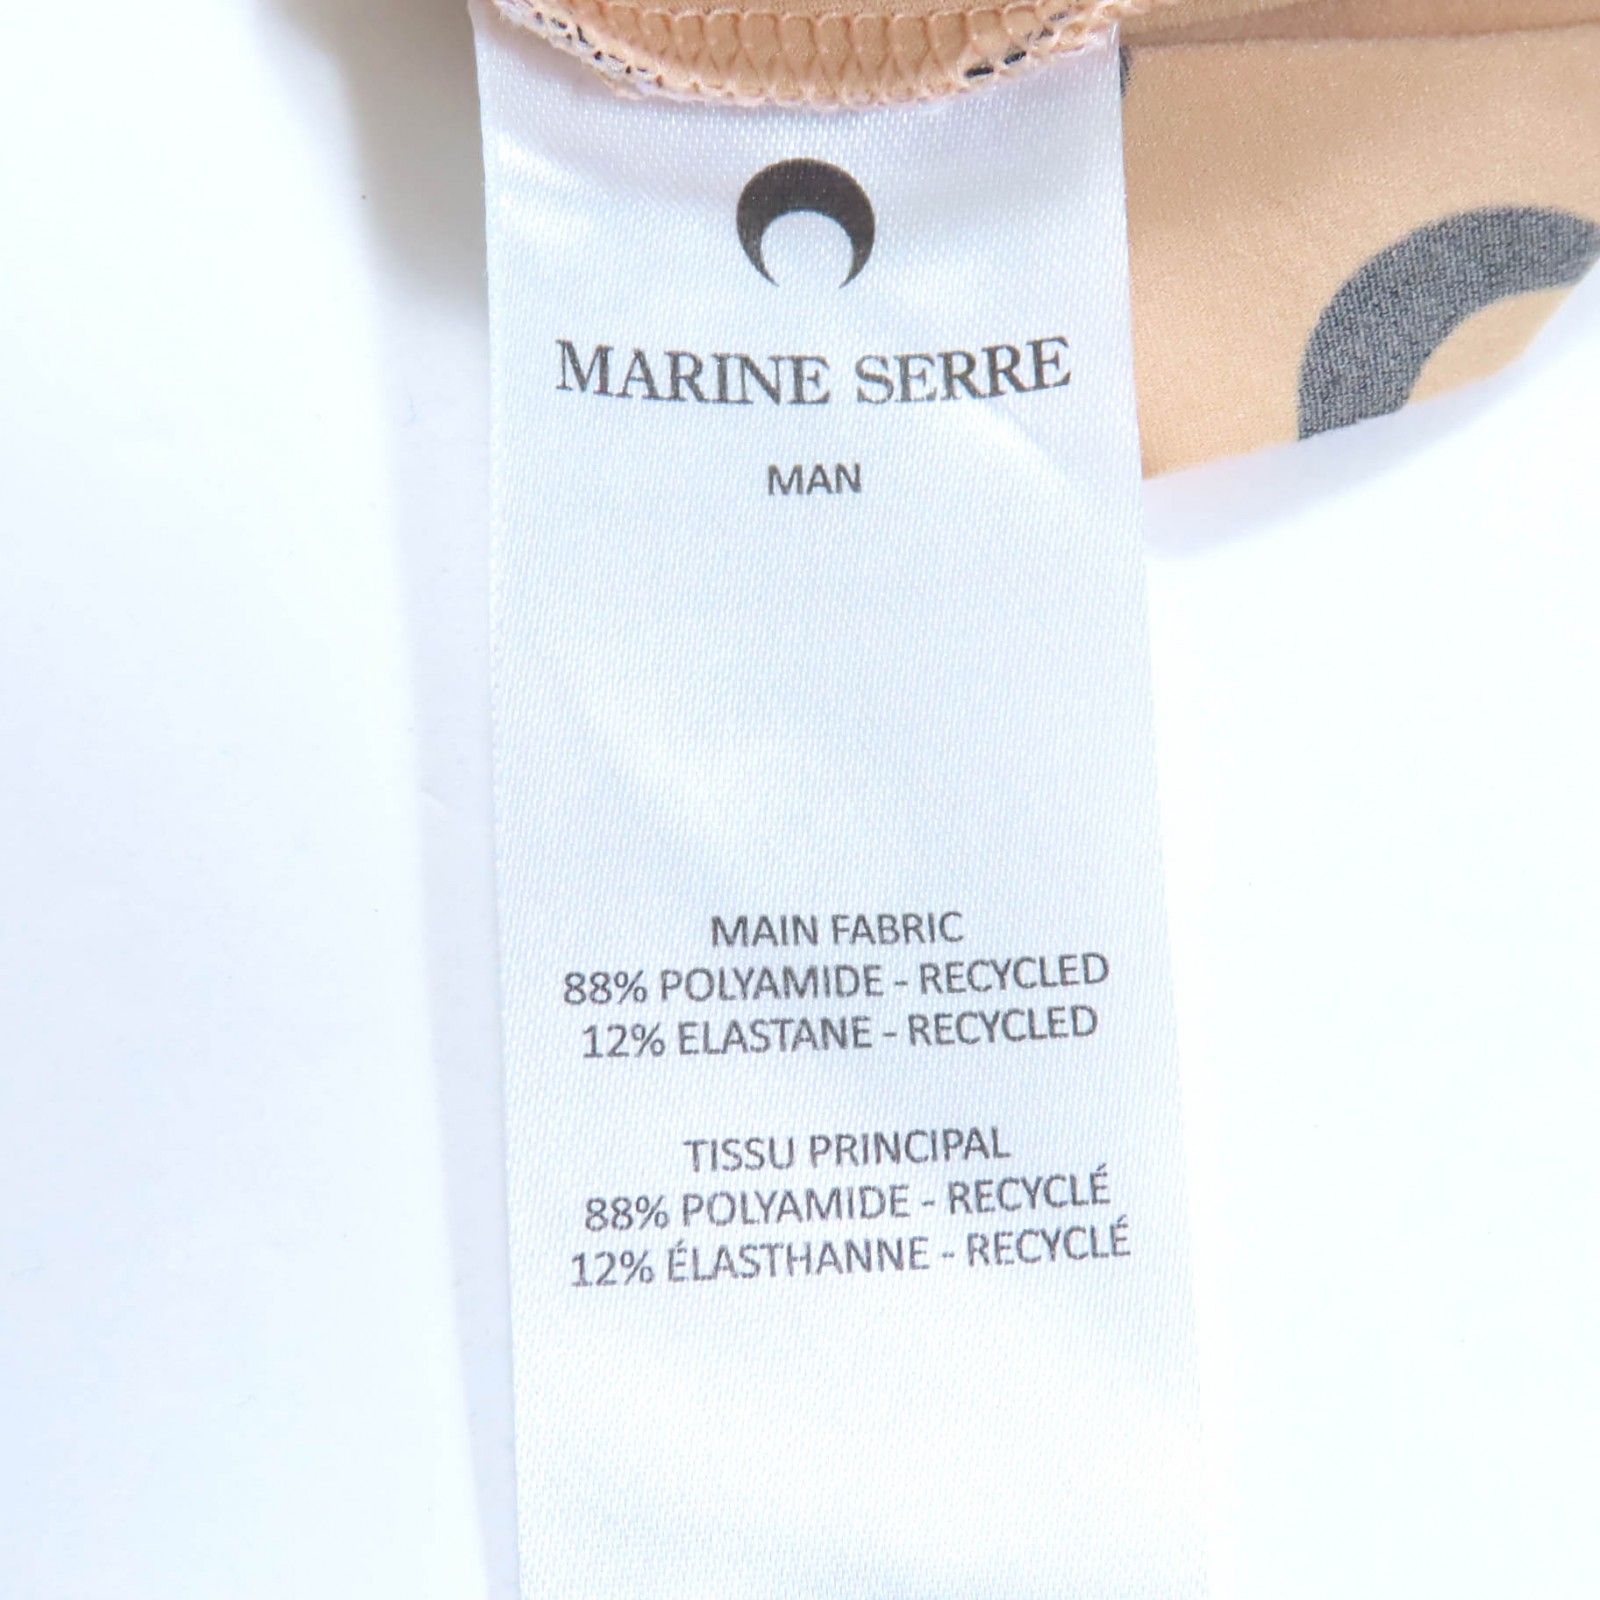 MARINE SERRE
MAN
MAIN FABRIC
88% POLYAMIDE - RECYCLED
12% ELASTANE - RECYCLED
TISSU PRINCIPAL
88% POLYAMIDE - RECYCLÉ
12% ÉLASTHANNE - RECYCLÉ